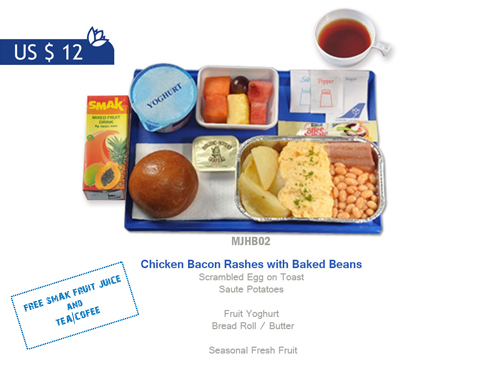 US $ 12
YOGHURT
Salt
Pepper
Sugar
SMAK
MIXED FRUIT
DRINK
MJHB02
Chicken Bacon Rashes with Baked Beans
Scrambled Egg on Toast
Saute Potatoes
Fruit Yoghurt
Bread Roll / Butter
Seasonal Fresh Fruit
FREE SMAK FRUIT JUICE
AND
TEA/COFEE